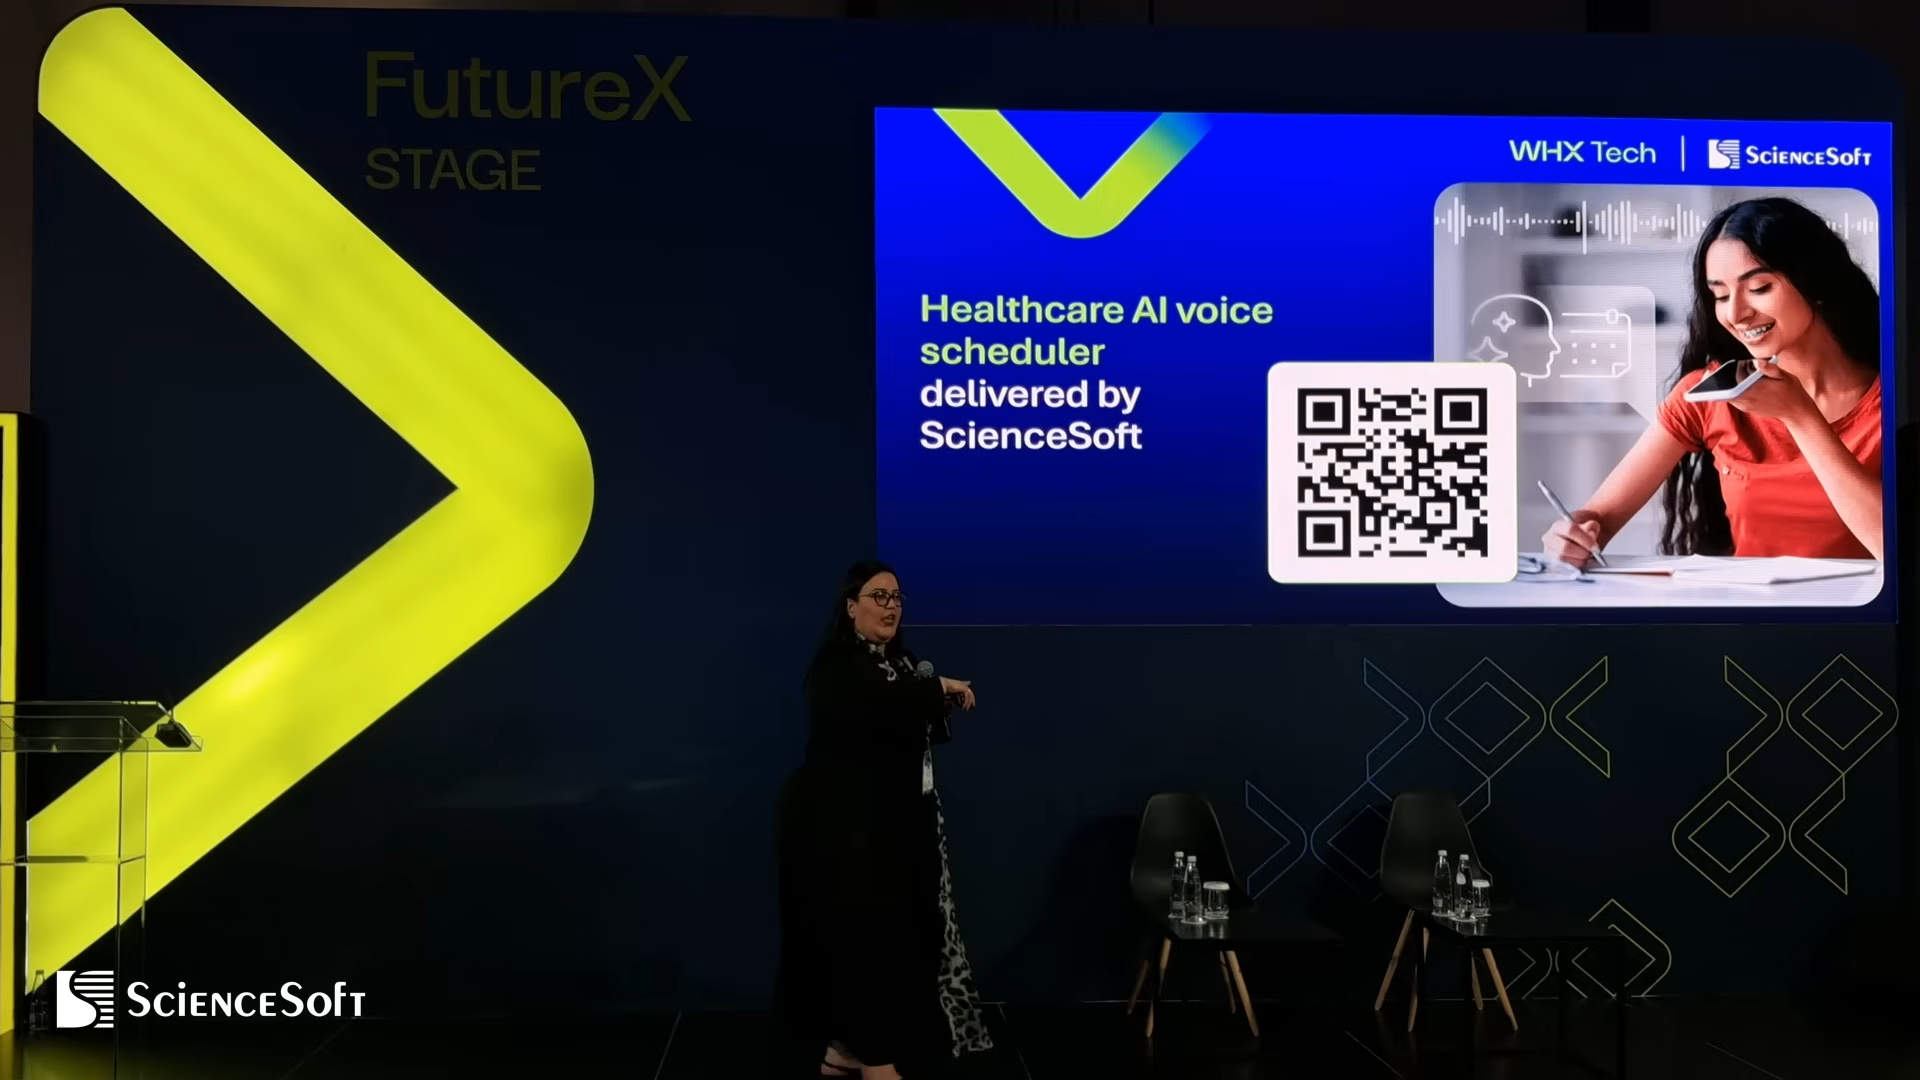 FutureX
STAGE
WHX Tech
SCIENCESOFT
Healthcare AI voice
scheduler
delivered by
ScienceSoft
SCIENCESOFT